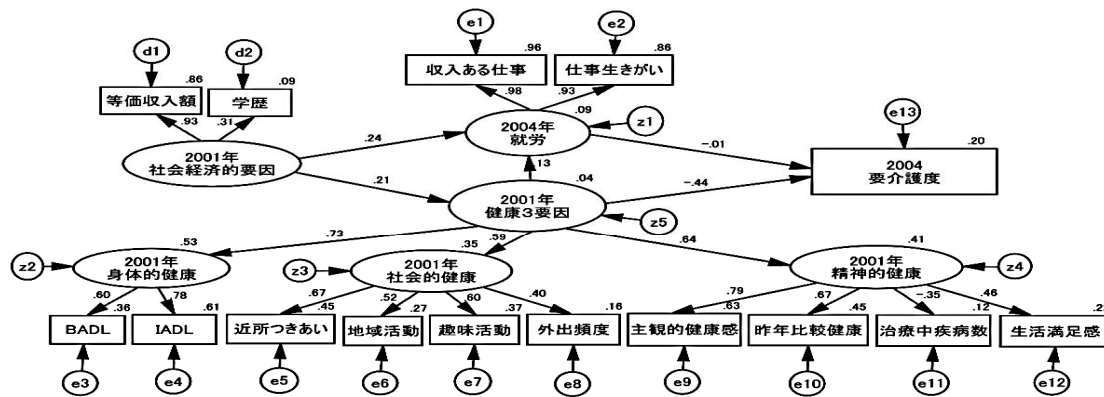 e1
e2
.96
.86
d1
d2
収入ある仕事
仕事生きがい
.86
.09
.98
.93
.09
等価収入額
学歴
e13
2004年
就労
z1
.93
.31
.24
-.01
.20
2001年
社会経済的要因
13
2004
要介護度
.21
.04
-.44
2001年
健康3要因
z5
.53
.73
.35
.59
.64
.41
z2
2001年
身体的健康
z3
2001年
社会的健康
2001年
精神的健康
z4
.60
.36
.78
.61
.67
.45
.52
.27
.60
.37
.40
.16
.79
.63
.67
.45
-.35
.12
.46
BADL
IADL
近所つきあい
地域活動
趣味活動
外出頻度
主観的健康感
昨年比較健康
治療中疾病数
生活満足感
e3
e4
e5
e6
e7
e8
e9
e10
e11
e12